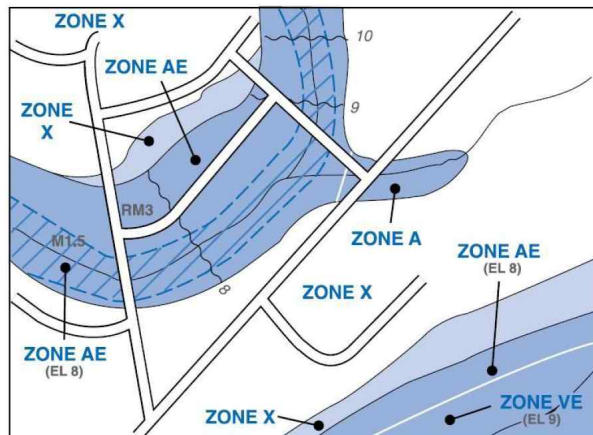 ZONE X
10
ZONE AE
ZONE
X
9
RM3
M1.5
ZONE A
ZONE AE
(EL 8)
8
ZONE X
ZONE AE
(EL 8)
ZONE X
ZONE VE
(EL 9)